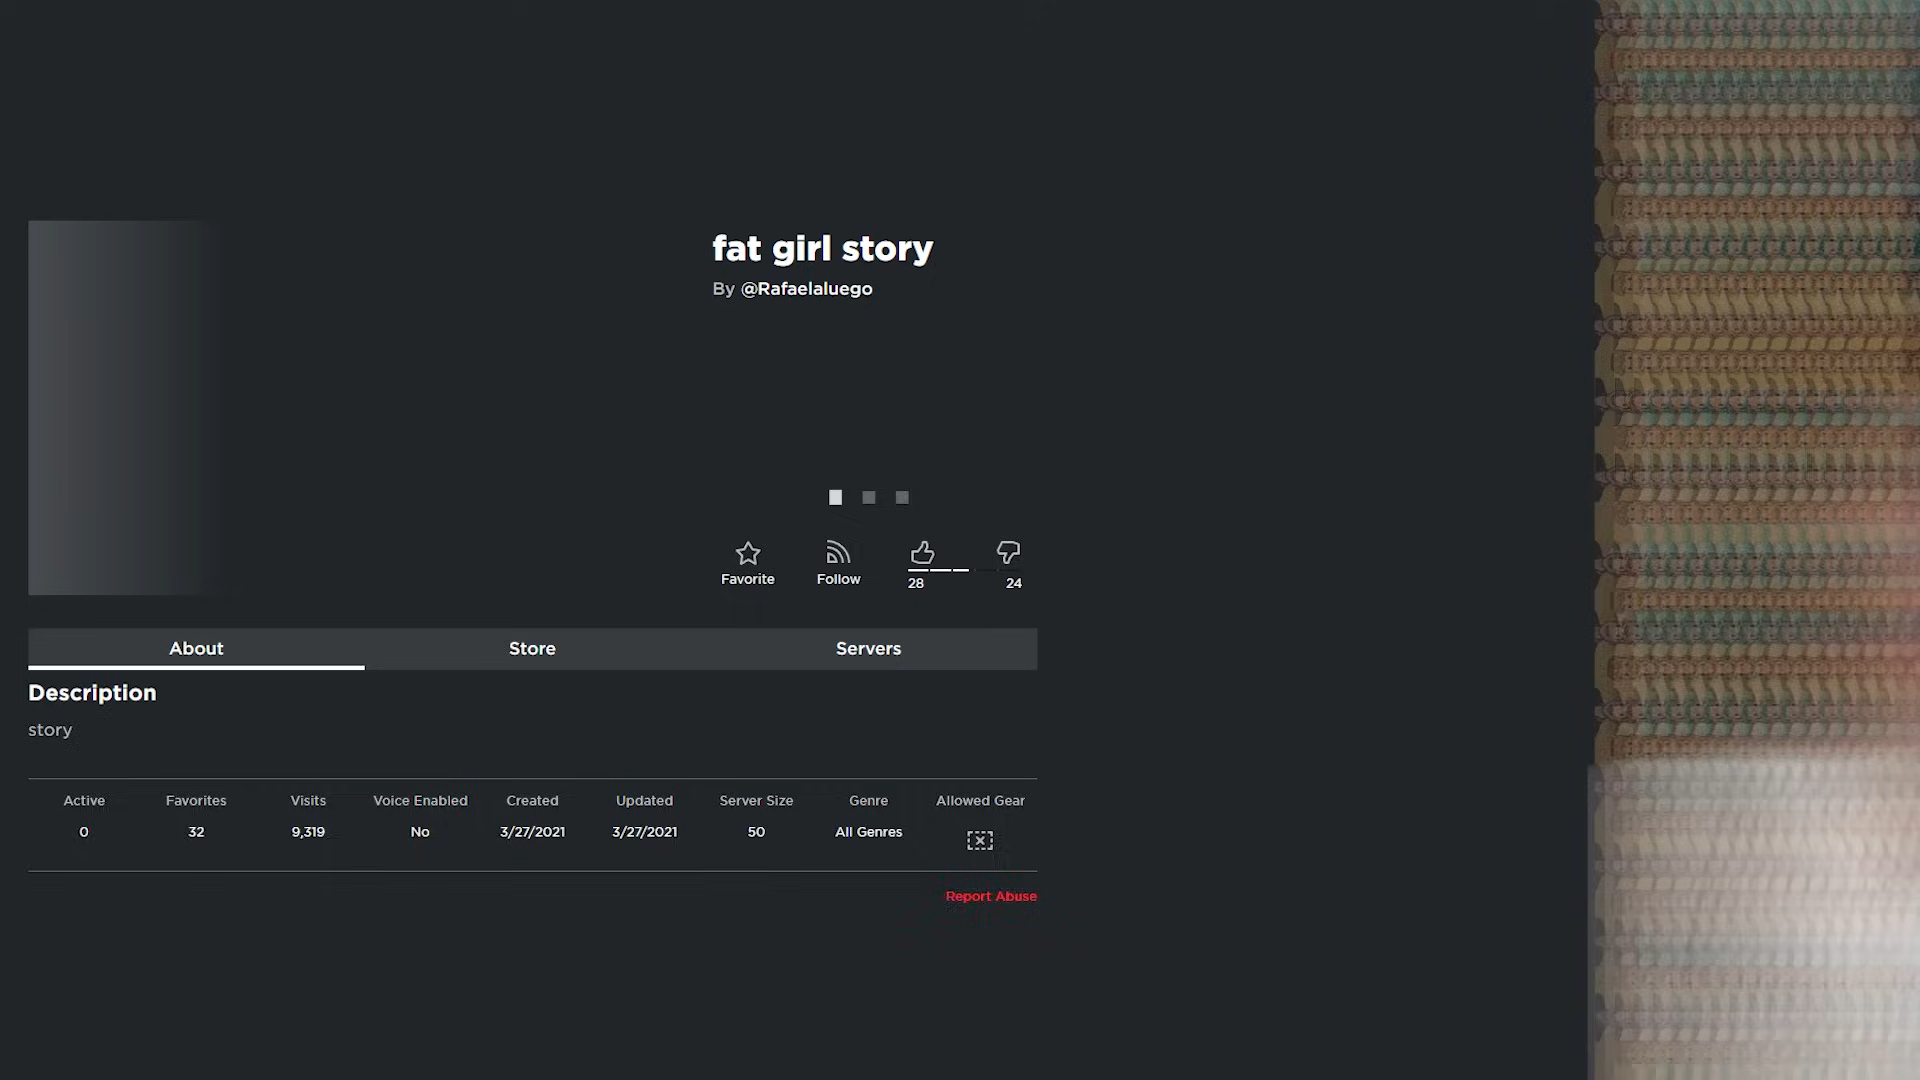 fat girl story
By @Rafaelaluego
Favorite
Follow
28
24
About
Store
Servers
Description
story
Active
Favorites
Visits
Voice Enabled
Created
Updated
Server Size
Genre
Allowed Gear
0
32
9,319
No
3/27/2021
3/27/2021
50
All Genres
Report Abuse